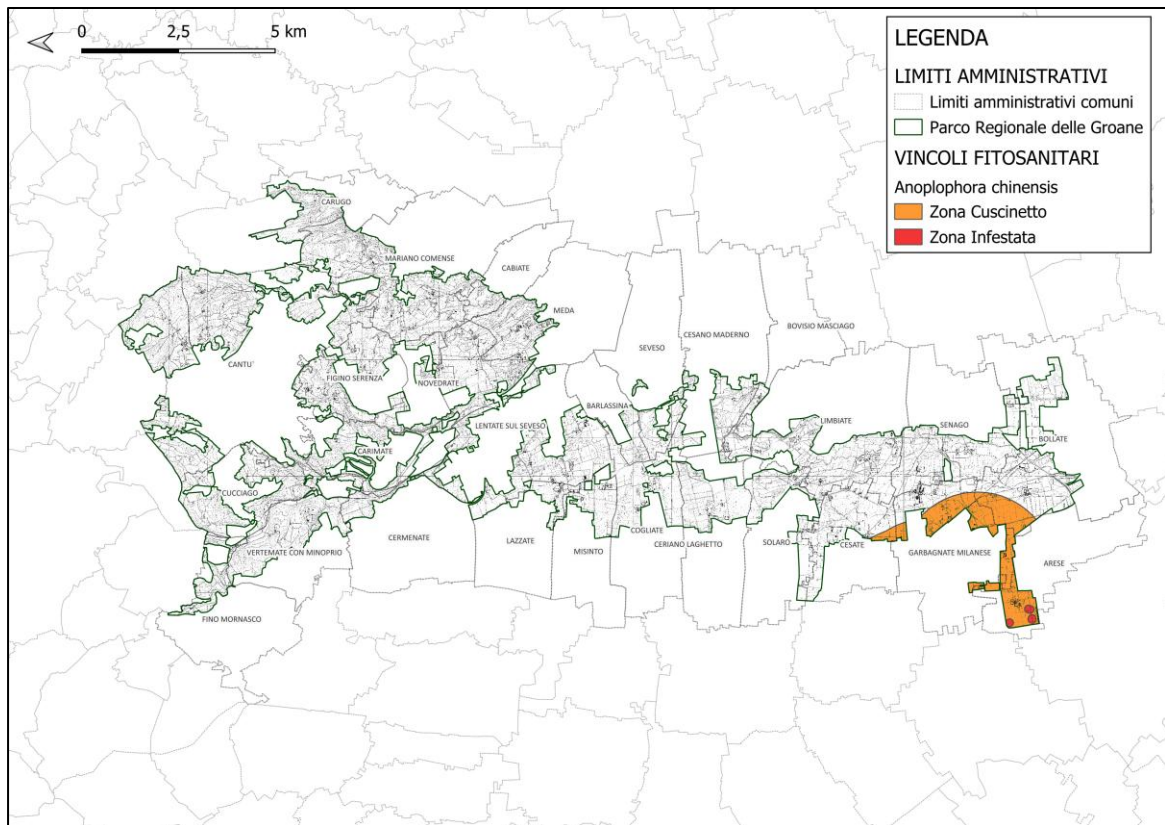 0 2,5 5 km
LEGENDA
LIMITI AMMINISTRATIVI
Limiti amministrativi comuni
Parco Regionale delle Groane
VINCOLI FITOSANITARI
Anoplophora chinensis
Zona Cuscinetto
Zona Infestata
CARUGO
MARIANO COMENSE
CABIATE
MEDA
CANTU'
FIGINO SERENZA
NOVEDRATE
SEVESO
CESANO MADERNO
BOVISIO MASCIAGO
BARLASSINA
LENTATE SUL SEVESO
LIMBIATE
SENAGO
BOLLATE
CARIMATE
CUCCIAGO
VERTEMATE CON MINOPRIO
CERMENATE
LAZZATE
MISINTO
COGLIATE
CERIANO LAGHETTO
SOLARO
CESATE
GARBAGNATE MILANESE
ARESE
FINO MORNASCO